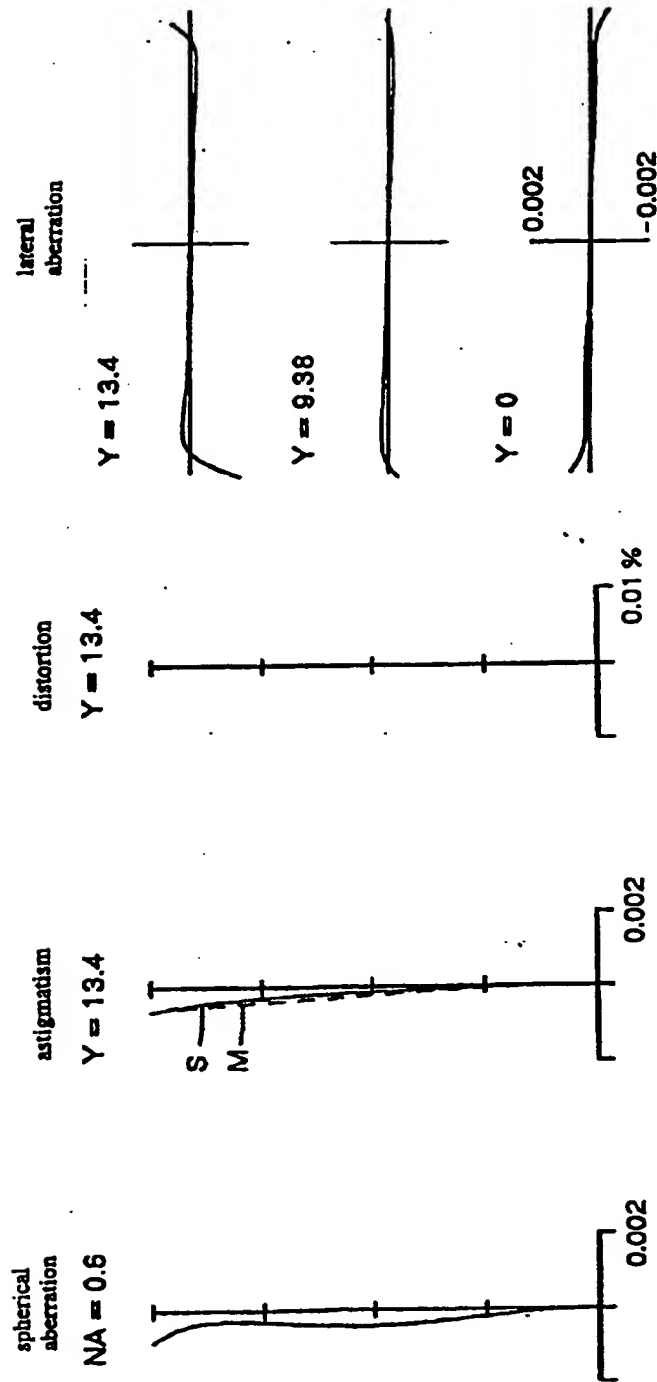 spherical
aberration
NA = 0.6
0.002
astigmatism
Y = 13.4
S
M
0.002
distortion
Y = 13.4
0.01 %
lateral
aberration
Y = 13.4
Y = 9.38
Y = 0
0.002
-0.002